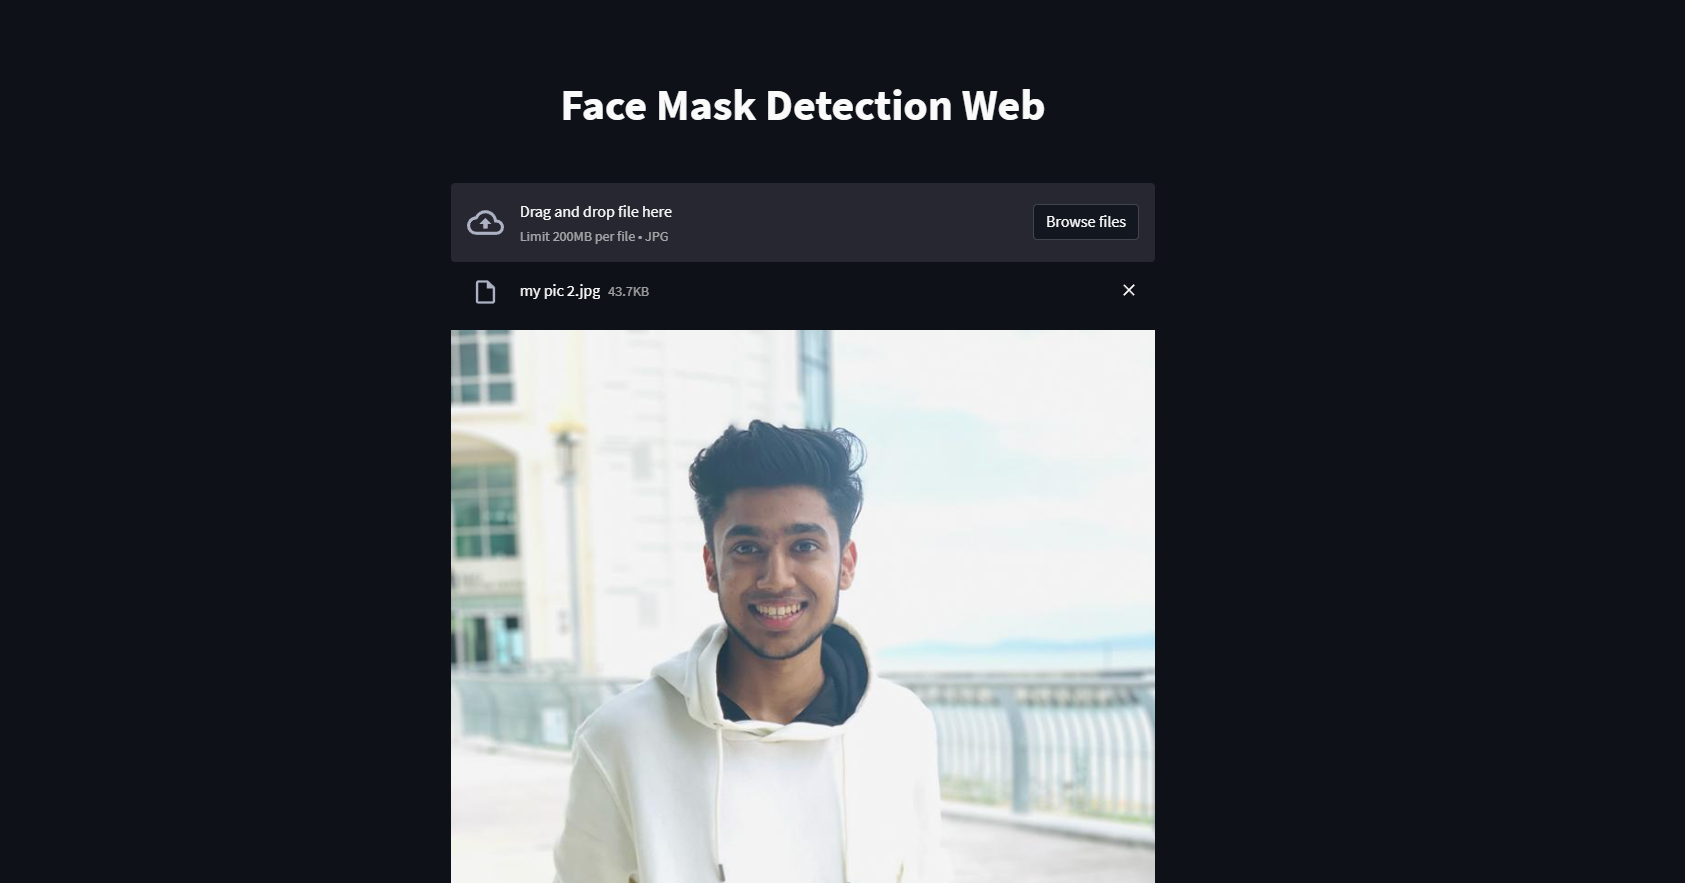 Face Mask Detection Web
Drag and drop file here
Limit 200MB per file • JPG
Browse files
my pic 2.jpg 43.7KB